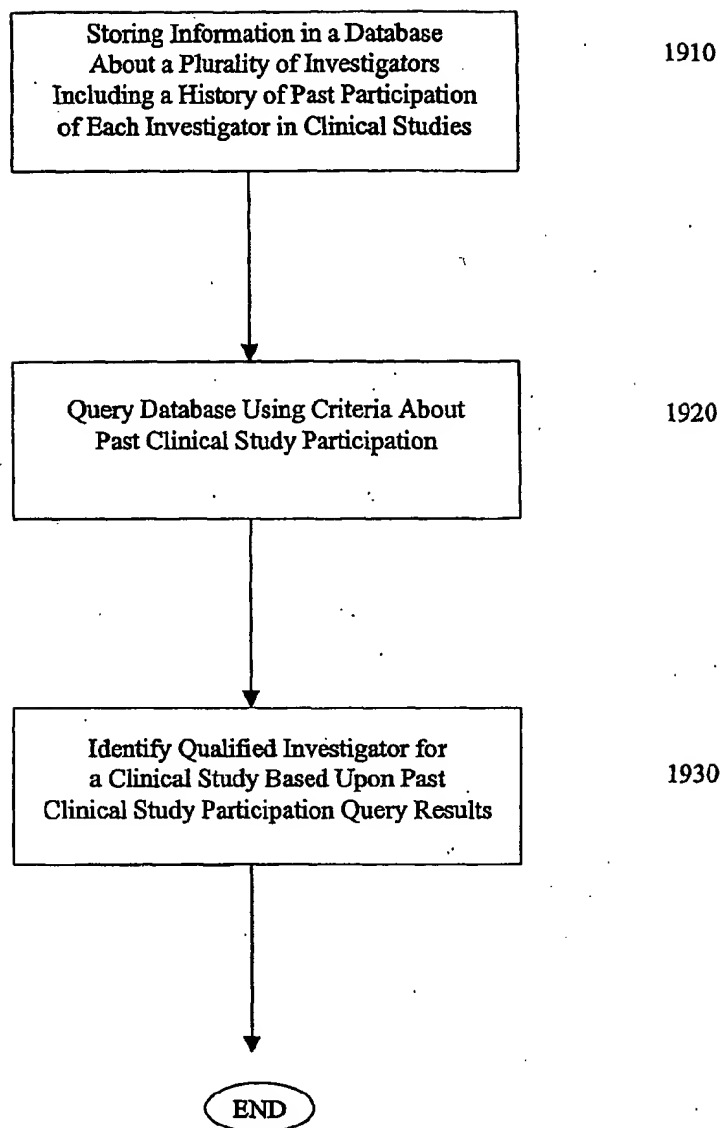 Storing Information in a Database
About a Plurality of Investigators
Including a History of Past Participation
of Each Investigator in Clinical Studies
1910
Query Database Using Criteria About
Past Clinical Study Participation
1920
Identify Qualified Investigator for
a Clinical Study Based Upon Past
Clinical Study Participation Query Results
1930
END